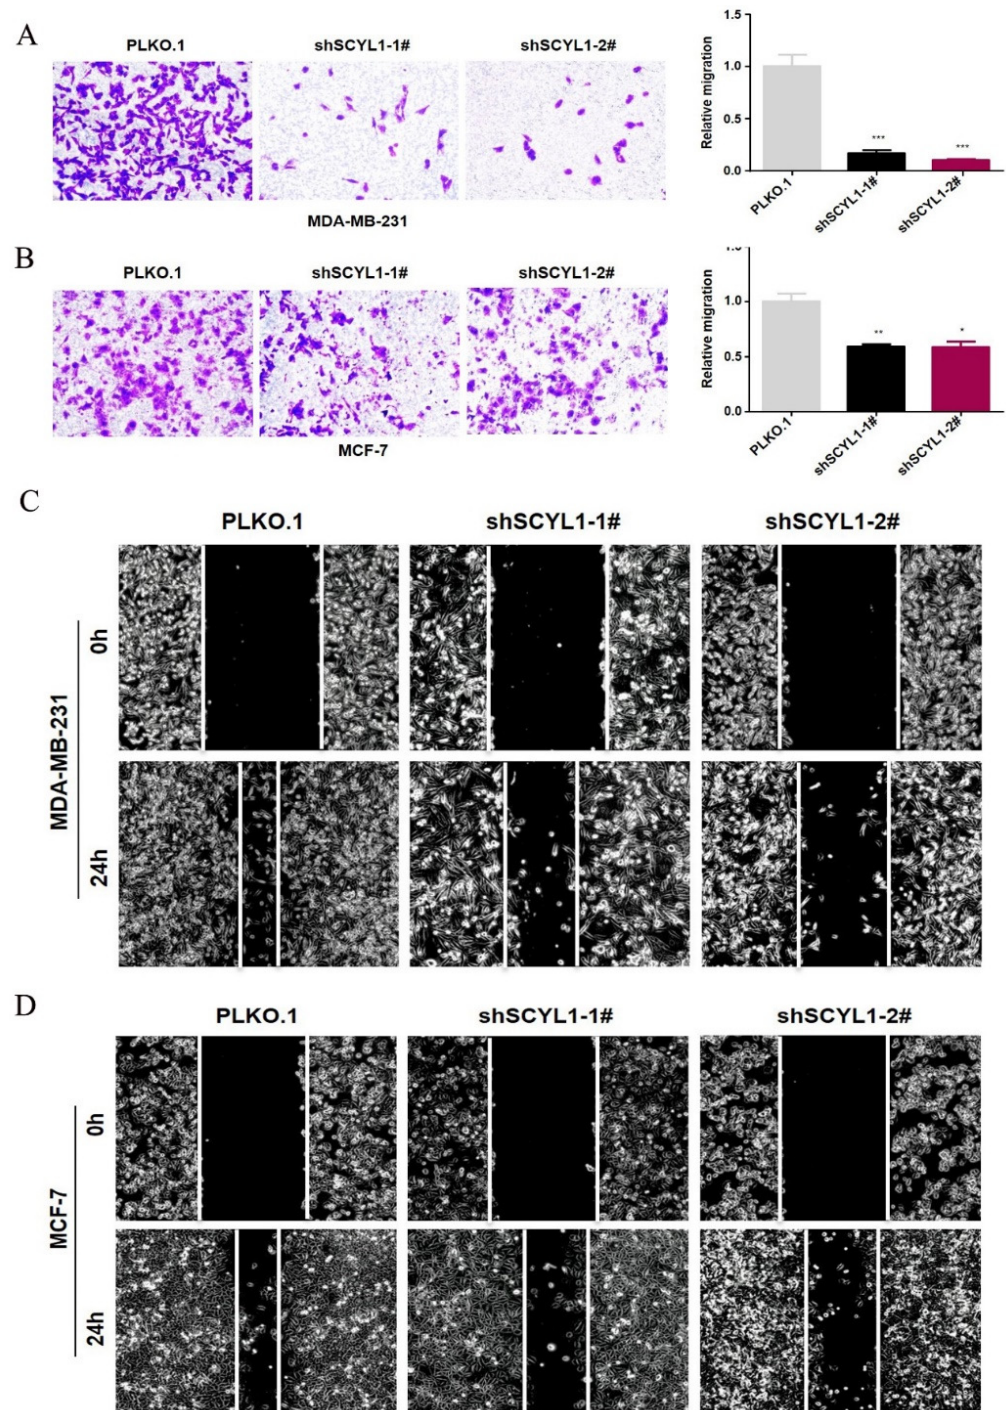 A
PLKO.1 shSCYL1-1# shSCYL1-2#
MDA-MB-231
Relative migration
1.5
1.0
0.5
0.0
***
***
PLKO.1
shSCYL1-1#
shSCYL1-2#
B
PLKO.1 shSCYL1-1# shSCYL1-2#
MCF-7
Relative migration
1.5
1.0
0.5
0.0
**
*
PLKO.1
shSCYL1-1#
shSCYL1-2#
C
PLKO.1 shSCYL1-1# shSCYL1-2#
MDA-MB-231
0h
24h
D
PLKO.1 shSCYL1-1# shSCYL1-2#
MCF-7
0h
24h